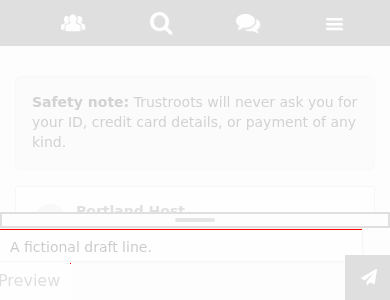 Safety note: Trustroots will never ask you for
your ID, credit card details, or payment of any
kind.
Portland Host
A fictional draft line.
Preview